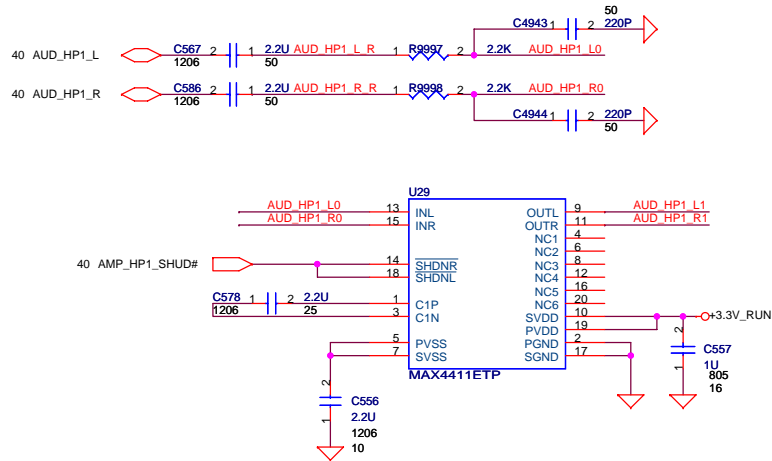 50
C4943 1 2 220P
C567 2 1 2.2U AUD_HP1_L_R 1 R9997 2 2.2K AUD_HP1_L0
40 AUD_HP1_L
1206 50
C586 2 1 2.2U AUD_HP1_R_R 1 R9998 2 2.2K AUD_HP1_R0
40 AUD_HP1_R
1206 50
C4944 1 2 220P
50
U29
AUD_HP1_L0 13 INL OUTL 9 AUD_HP1_L1
AUD_HP1_R0 15 INR OUTR 11 AUD_HP1_R1
NC1 4
NC2 6
40 AMP_HP1_SHUD# 14 SHDNR NC3 8
18 SHDNL NC4 12
NC5 16
C578 1 2 2.2U 1 C1P NC6 20
1206 25 3 C1N SVDD 10 +3.3V_RUN
PVDD 19
5 PVSS PGND 2
7 SVSS SGND 17
2 C557
1U
1 805
16
MAX4411ETP
2 C556
2.2U
1 1206
10